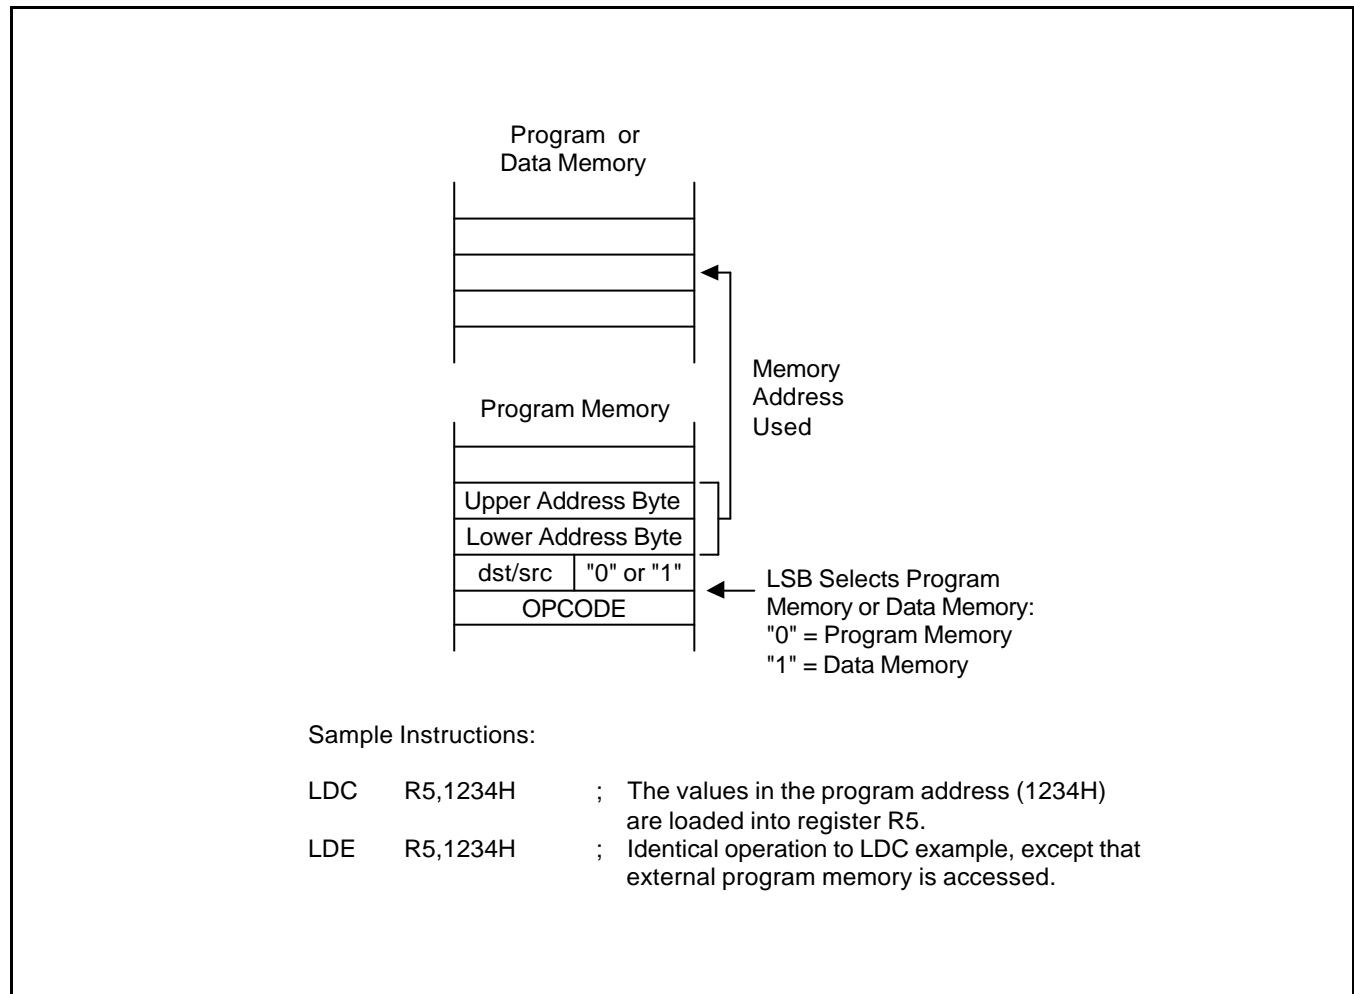 Program or
Data Memory
Memory
Address
Used
Program Memory
Upper Address Byte
Lower Address Byte
dst/src "0" or "1"
OPCODE
LSB Selects Program
Memory or Data Memory:
"0" = Program Memory
"1" = Data Memory
Sample Instructions:
LDC R5,1234H ; The values in the program address (1234H)
are loaded into register R5.
LDE R5,1234H ; Identical operation to LDC example, except that
external program memory is accessed.